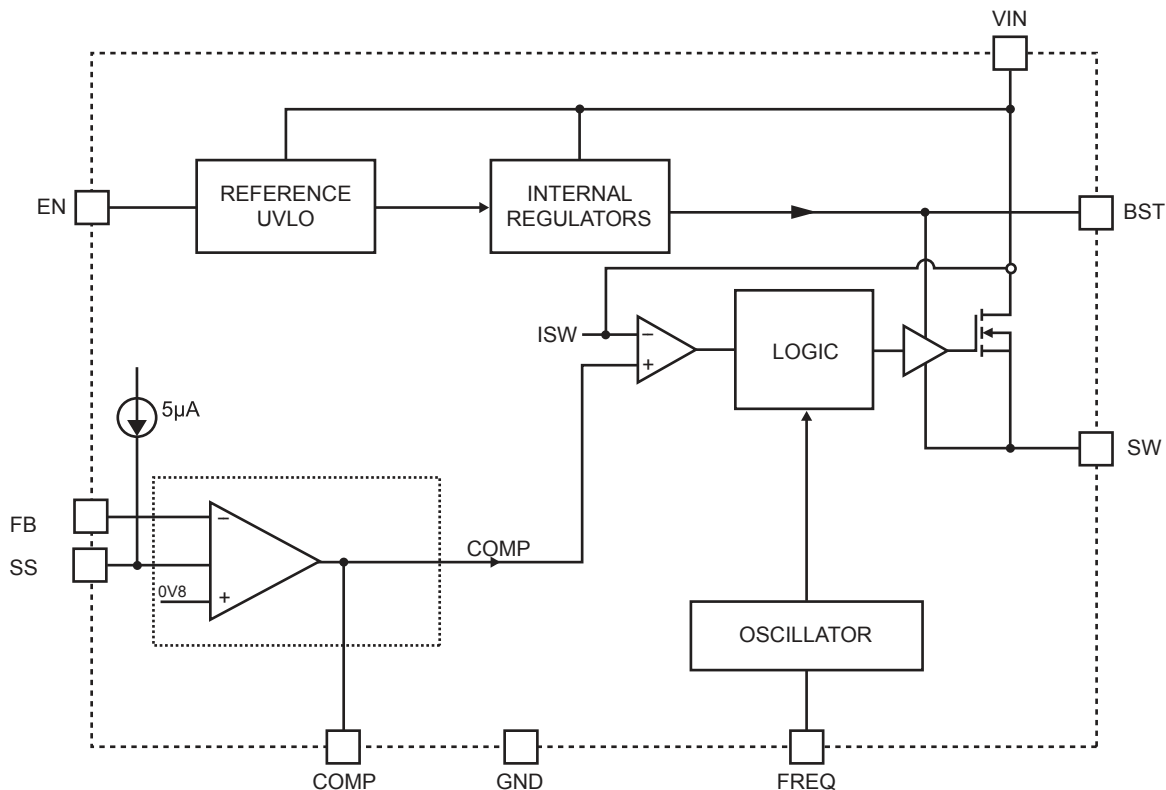 VIN
EN
REFERENCE
UVLO
INTERNAL
REGULATORS
BST
ISW
−
+
LOGIC
5µA
SW
FB
SS
−
0V8
+
COMP
OSCILLATOR
COMP
GND
FREQ